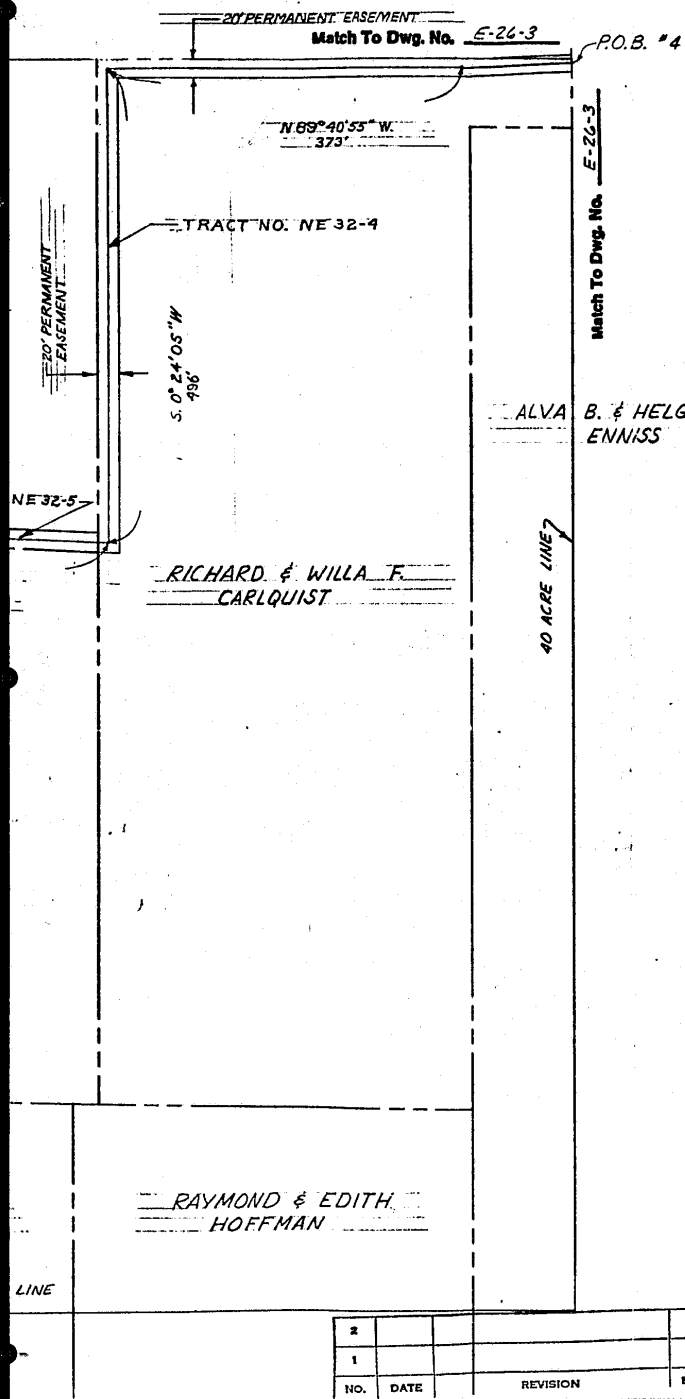 20' PERMANENT EASEMENT
Match To Dwg. No. E-26-3
P.O.B. #4
N 89° 40' 55" W.
373'
Match To Dwg. No. E-26-3
TRACT NO. NE 32-4
20' PERMANENT
EASEMENT
S. 0° 24' 05" W
496'
ALVA B. & HELG
ENNISS
NE 32-5
40 ACRE LINE
RICHARD & WILLA F.
CARLQUIST
RAYMOND & EDITH
HOFFMAN
LINE
2
1
NO. DATE REVISION